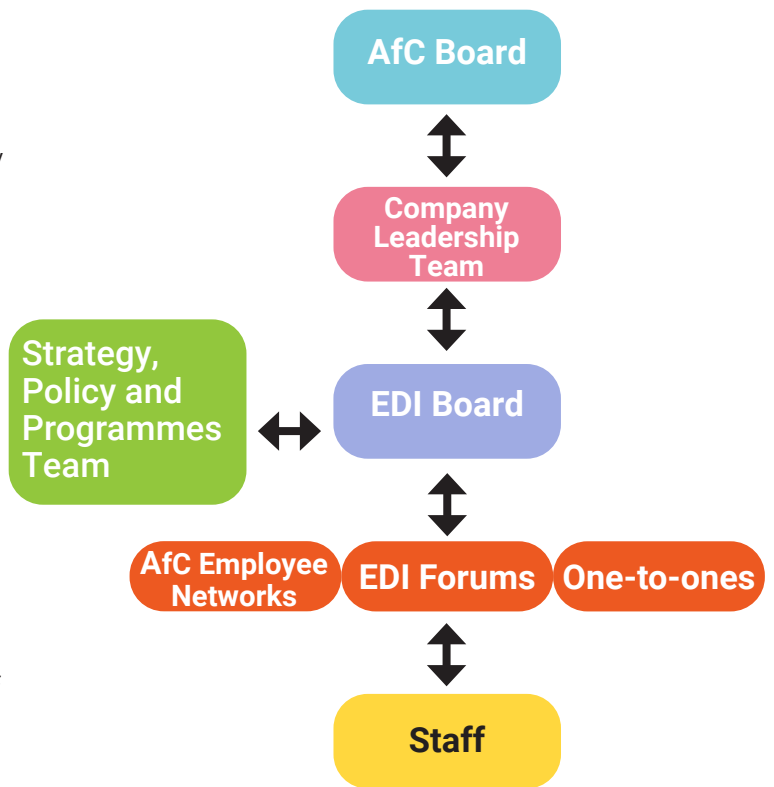 AfC Board
Company
Leadership
Team
Strategy,
Policy and
Programmes
Team
EDI Board
AfC Employee
Networks
EDI Forums
One-to-ones
Staff